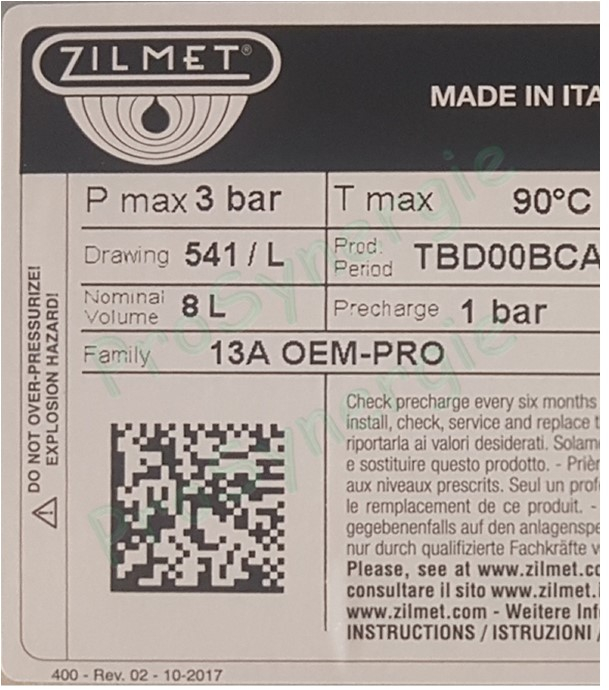 ZILMET®
MADE IN ITA
P max 3 bar
T max 90°C
Drawing 541 / L
Prod. Period TBD00BCA
Nominal Volume 8 L
Precharge 1 bar
Family 13A OEM-PRO
DO NOT OVER-PRESSURIZE!
EXPLOSION HAZARD!
Check precharge every six months
install, check, service and replace t
riportarla ai valori desiderati. Solame
e sostituire questo prodotto. - Prièr
aux niveaux prescrits. Seul un prof
le remplacement de ce produit. -
gegebenenfalls auf den anlagenspe
nur durch qualifizierte Fachkräfte v
Please, see at www.zilmet.co
consultare il sito www.zilmet.i
www.zilmet.com - Weitere Inf
INSTRUCTIONS / ISTRUZIONI /
400 - Rev. 02 - 10-2017
ProSynergie
ProSynergie